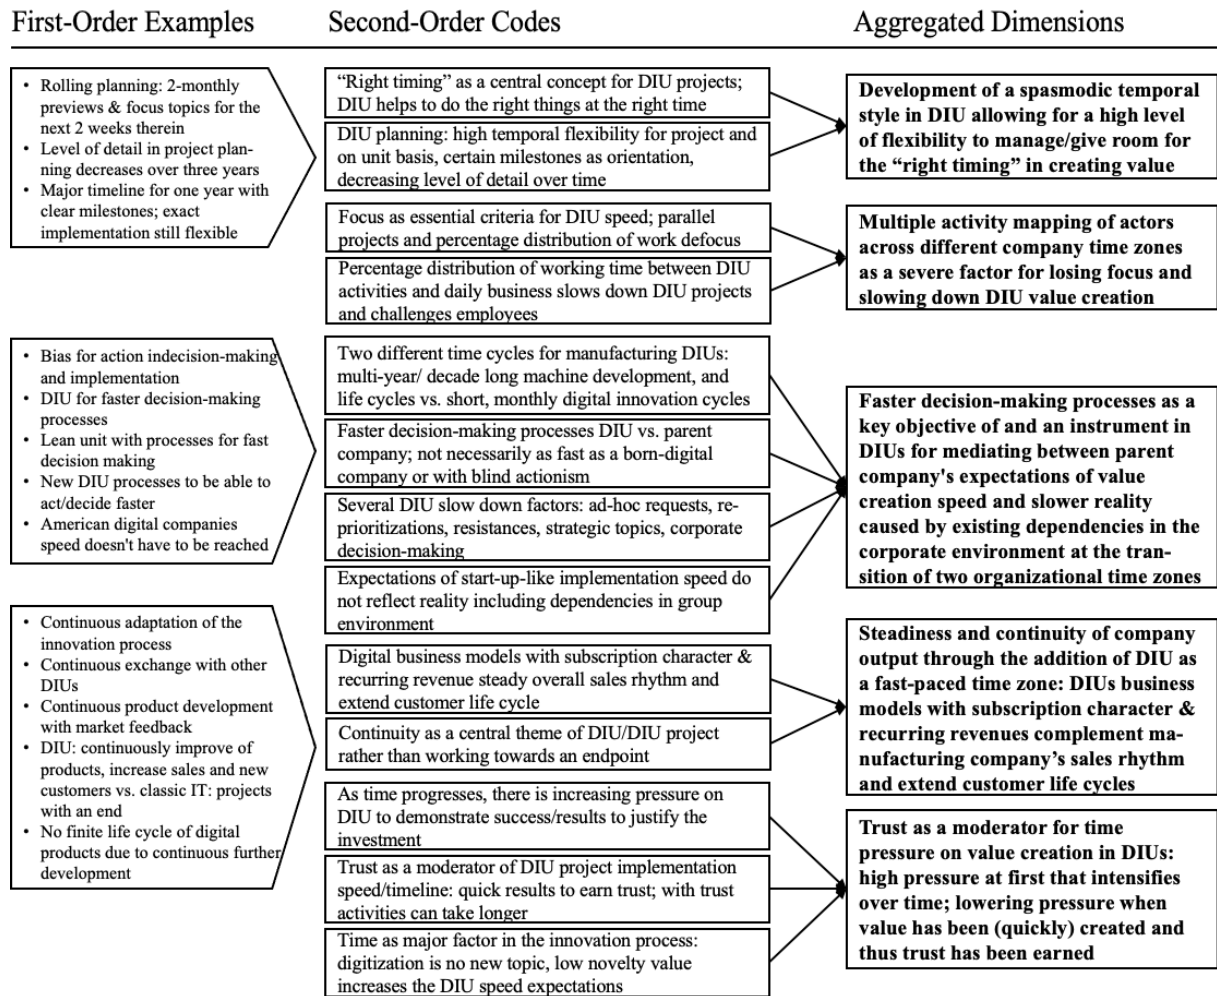 First-Order Examples
Second-Order Codes
Aggregated Dimensions
• Rolling planning: 2-monthly
previews & focus topics for the
next 2 weeks therein
• Level of detail in project plan-
ning decreases over three years
• Major timeline for one year with
clear milestones; exact
implementation still flexible
• Bias for action indecision-making
and implementation
• DIU for faster decision-making
processes
• Lean unit with processes for fast
decision making
• New DIU processes to be able to
act/decide faster
• American digital companies
speed doesn't have to be reached
• Continuous adaptation of the
innovation process
• Continuous exchange with other
DIUs
• Continuous product development
with market feedback
• DIU: continuously improve of
products, increase sales and new
customers vs. classic IT: projects
with an end
• No finite life cycle of digital
products due to continuous further
development
“Right timing” as a central concept for DIU projects;
DIU helps to do the right things at the right time
DIU planning: high temporal flexibility for project and
on unit basis, certain milestones as orientation,
decreasing level of detail over time
Focus as essential criteria for DIU speed; parallel
projects and percentage distribution of work defocus
Percentage distribution of working time between DIU
activities and daily business slows down DIU projects
and challenges employees
Two different time cycles for manufacturing DIUs:
multi-year/ decade long machine development, and
life cycles vs. short, monthly digital innovation cycles
Faster decision-making processes DIU vs. parent
company; not necessarily as fast as a born-digital
company or with blind actionism
Several DIU slow down factors: ad-hoc requests, re-
prioritizations, resistances, strategic topics, corporate
decision-making
Expectations of start-up-like implementation speed do
not reflect reality including dependencies in group
environment
Digital business models with subscription character &
recurring revenue steady overall sales rhythm and
extend customer life cycle
Continuity as a central theme of DIU/DIU project
rather than working towards an endpoint
As time progresses, there is increasing pressure on
DIU to demonstrate success/results to justify the
investment
Trust as a moderator of DIU project implementation
speed/timeline: quick results to earn trust; with trust
activities can take longer
Time as major factor in the innovation process:
digitization is no new topic, low novelty value
increases the DIU speed expectations
Development of a spasmodic temporal
style in DIU allowing for a high level
of flexibility to manage/give room for
the “right timing” in creating value
Multiple activity mapping of actors
across different company time zones
as a severe factor for losing focus and
slowing down DIU value creation
Faster decision-making processes as a
key objective of and an instrument in
DIUs for mediating between parent
company's expectations of value
creation speed and slower reality
caused by existing dependencies in the
corporate environment at the tran-
sition of two organizational time zones
Steadiness and continuity of company
output through the addition of DIU as
a fast-paced time zone: DIUs business
models with subscription character &
recurring revenues complement ma-
nufacturing company’s sales rhythm
and extend customer life cycles
Trust as a moderator for time
pressure on value creation in DIUs:
high pressure at first that intensifies
over time; lowering pressure when
value has been (quickly) created and
thus trust has been earned